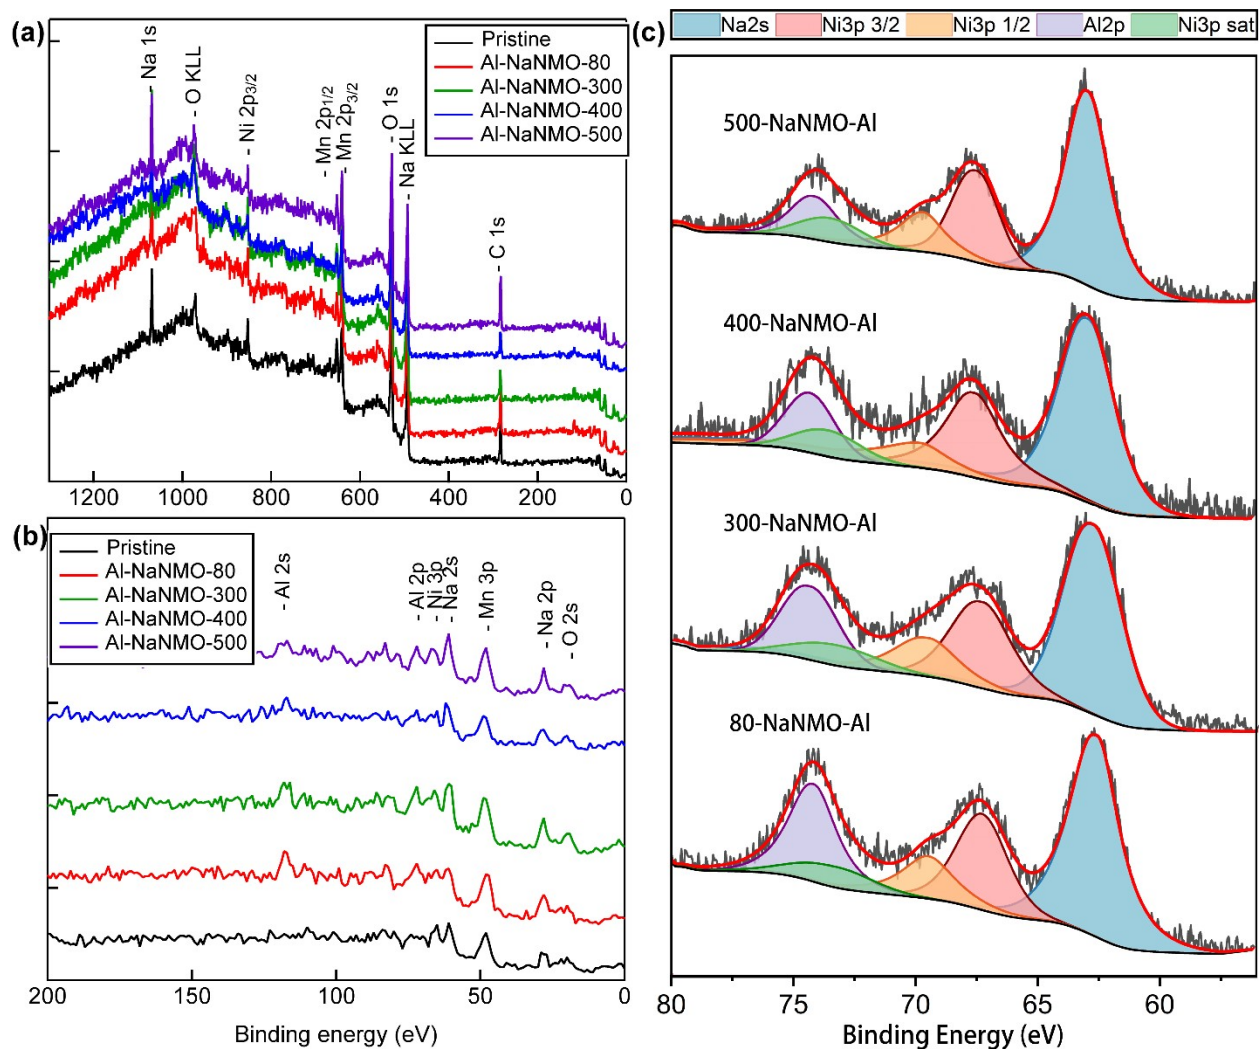 (a)
Pristine
Al-NaNMO-80
Al-NaNMO-300
Al-NaNMO-400
Al-NaNMO-500
- Na 1s
- O KLL
- Ni 2p3/2
- Mn 2p1/2
- Mn 2p3/2
- O 1s
- Na KLL
- C 1s
1200 1000 800 600 400 200 0
(b)
Pristine
Al-NaNMO-80
Al-NaNMO-300
Al-NaNMO-400
Al-NaNMO-500
- Al 2s
- Al 2p
- Ni 3p
- Na 2s
- Mn 3p
- Na 2p
- O 2s
200 150 100 50 0
Binding energy (eV)
(c)
Na2s Ni3p 3/2 Ni3p 1/2 Al2p Ni3p sat
500-NaNMO-Al
400-NaNMO-Al
300-NaNMO-Al
80-NaNMO-Al
80 75 70 65 60
Binding Energy (eV)